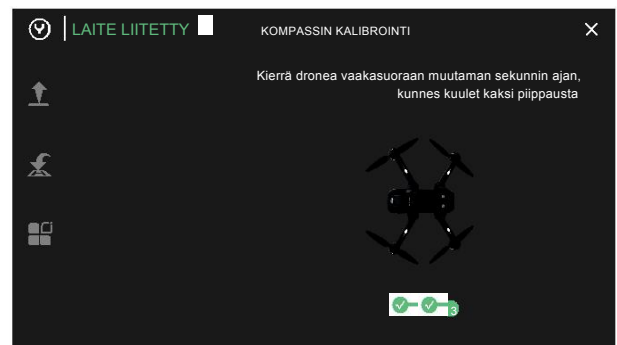 LAITE LIITETTY
KOMPASSIN KALIBROINTI
Kierrä dronea vaakasuoraan muutaman sekunnin ajan,
kunnes kuulet kaksi piippausta
3